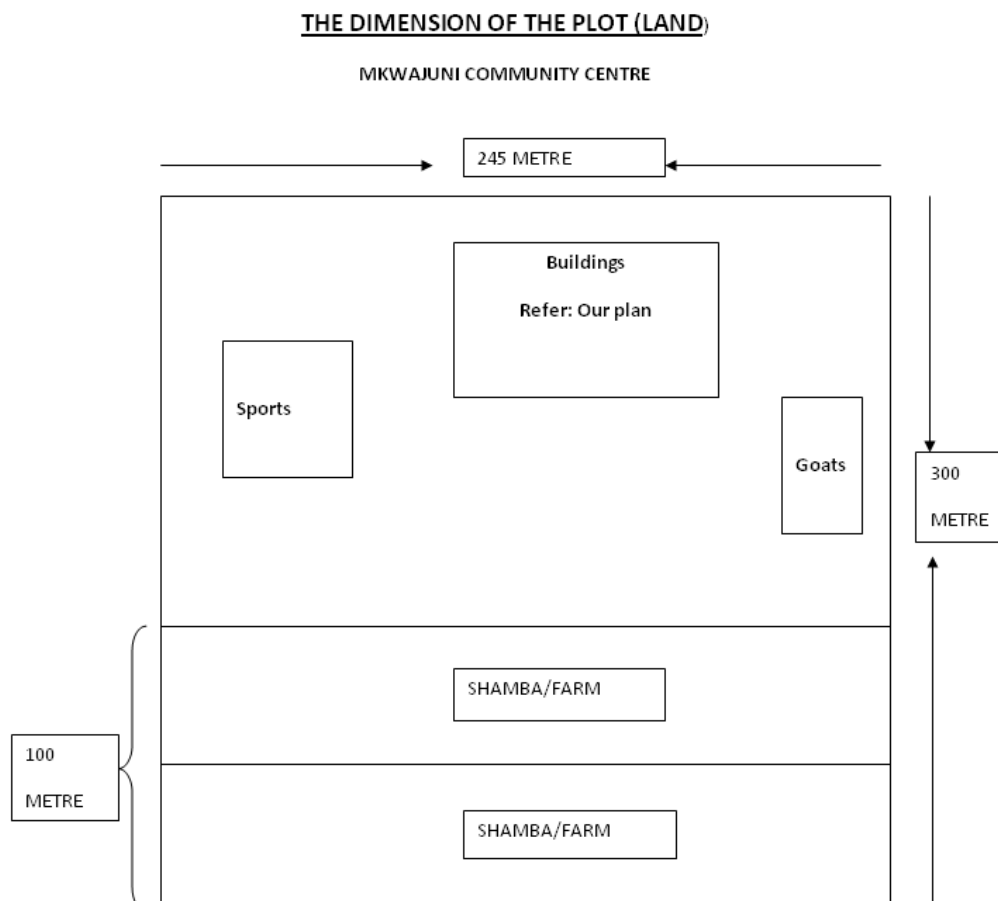 THE DIMENSION OF THE PLOT (LAND)
MKWAJUNI COMMUNITY CENTRE
245 METRE
Buildings
Refer: Our plan
Sports
Goats
300
METRE
SHAMBA/FARM
100
METRE
SHAMBA/FARM